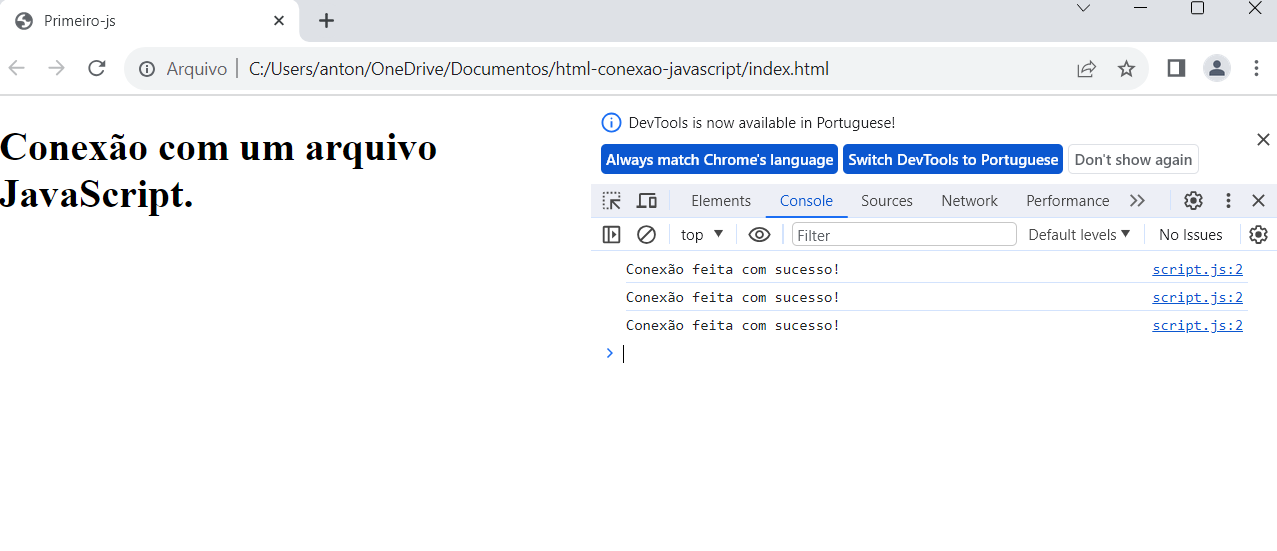 Primeiro-js
Arquivo | C:/Users/anton/OneDrive/Documentos/html-conexao-javascript/index.html
Conexão com um arquivo
JavaScript.
DevTools is now available in Portuguese!
Always match Chrome's language Switch DevTools to Portuguese Don't show again
Elements Console Sources Network Performance
top Filter Default levels No Issues
Conexão feita com sucesso! script.js:2
Conexão feita com sucesso! script.js:2
Conexão feita com sucesso! script.js:2